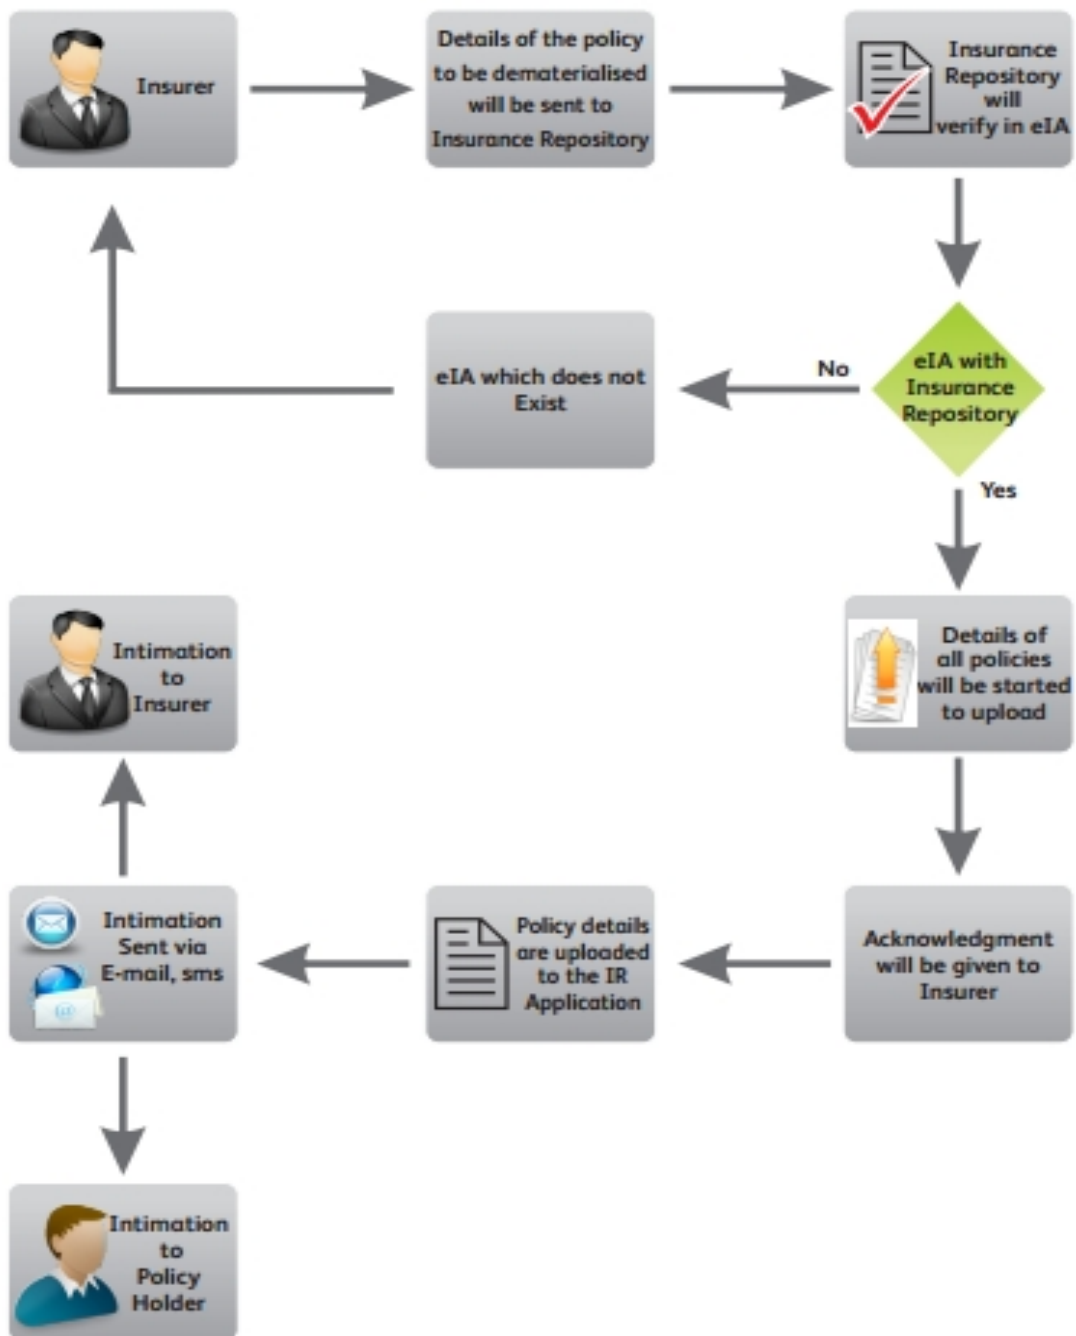 Insurer
Details of the policy
to be dematerialised
will be sent to
Insurance Repository
Insurance
Repository
will
verify in eIA
eIA with
Insurance
Repository
No
eIA which does not
Exist
Yes
Details of
all policies
will be started
to upload
Acknowledgment
will be given to
Insurer
Policy details
are uploaded
to the IR
Application
Intimation
Sent via
E-mail, sms
Intimation
to
Insurer
Intimation
to
Policy
Holder